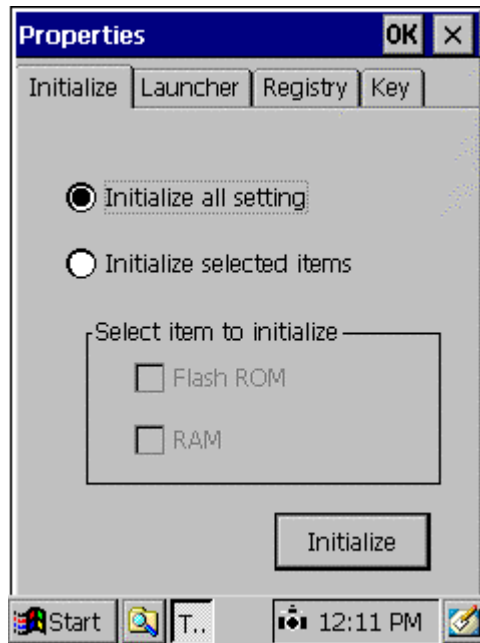 Properties OK ×
Initialize Launcher Registry Key
Initialize all setting
Initialize selected items
Select item to initialize
Flash ROM
RAM
Initialize
Start T.. 12:11 PM